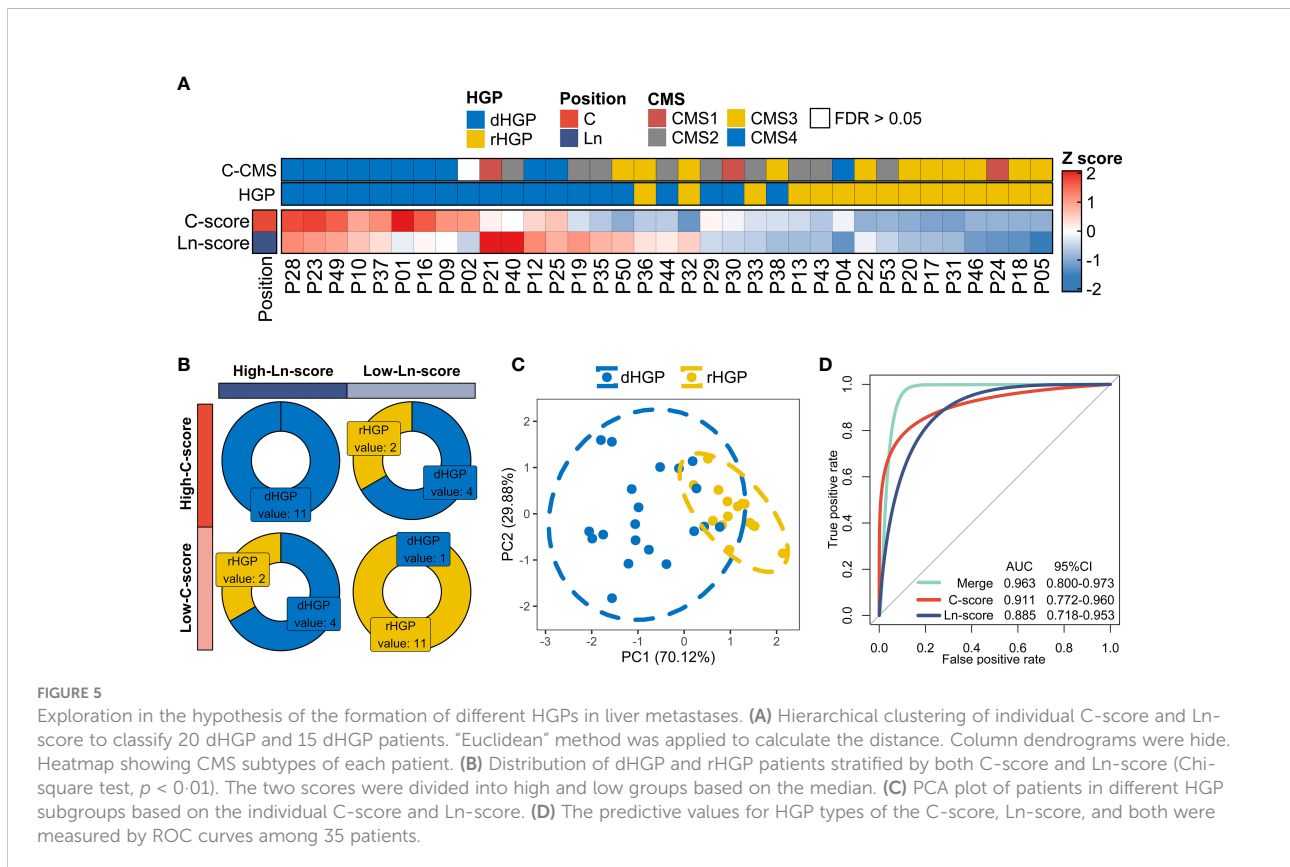 A
HGP Position CMS
dHGP C CMS1 CMS3 FDR > 0.05
rHGP Ln CMS2 CMS4
Z score
C-CMS
HGP
C-score
Ln-score
2
1
0
-1
-2
Position P28 P23 P49 P10 P37 P01 P16 P09 P02 P21 P40 P12 P25 P19 P35 P50 P36 P44 P32 P29 P30 P33 P38 P13 P43 P04 P22 P53 P20 P17 P31 P46 P24 P18 P05
B
High-Ln-score Low-Ln-score
High-C-score
Low-C-score
dHGP
value: 11
rHGP
value: 2
dHGP
value: 4
rHGP
value: 2
dHGP
value: 4
dHGP
value: 1
rHGP
value: 11
C
dHGP rHGP
PC2 (29.88%)
2
1
0
-1
-2
-3 -2 -1 0 1 2
PC1 (70.12%)
D
True positive rate
1.0
0.8
0.6
0.4
0.2
0.0
AUC 95%CI
Merge 0.963 0.800-0.973
C-score 0.911 0.772-0.960
Ln-score 0.885 0.718-0.953
0.0 0.2 0.4 0.6 0.8 1.0
False positive rate
FIGURE 5
Exploration in the hypothesis of the formation of different HGPs in liver metastases. (A) Hierarchical clustering of individual C-score and Ln-
score to classify 20 dHGP and 15 dHGP patients. “Euclidean” method was applied to calculate the distance. Column dendrograms were hide.
Heatmap showing CMS subtypes of each patient. (B) Distribution of dHGP and rHGP patients stratified by both C-score and Ln-score (Chi-
square test, p < 0·01). The two scores were divided into high and low groups based on the median. (C) PCA plot of patients in different HGP
subgroups based on the individual C-score and Ln-score. (D) The predictive values for HGP types of the C-score, Ln-score, and both were
measured by ROC curves among 35 patients.